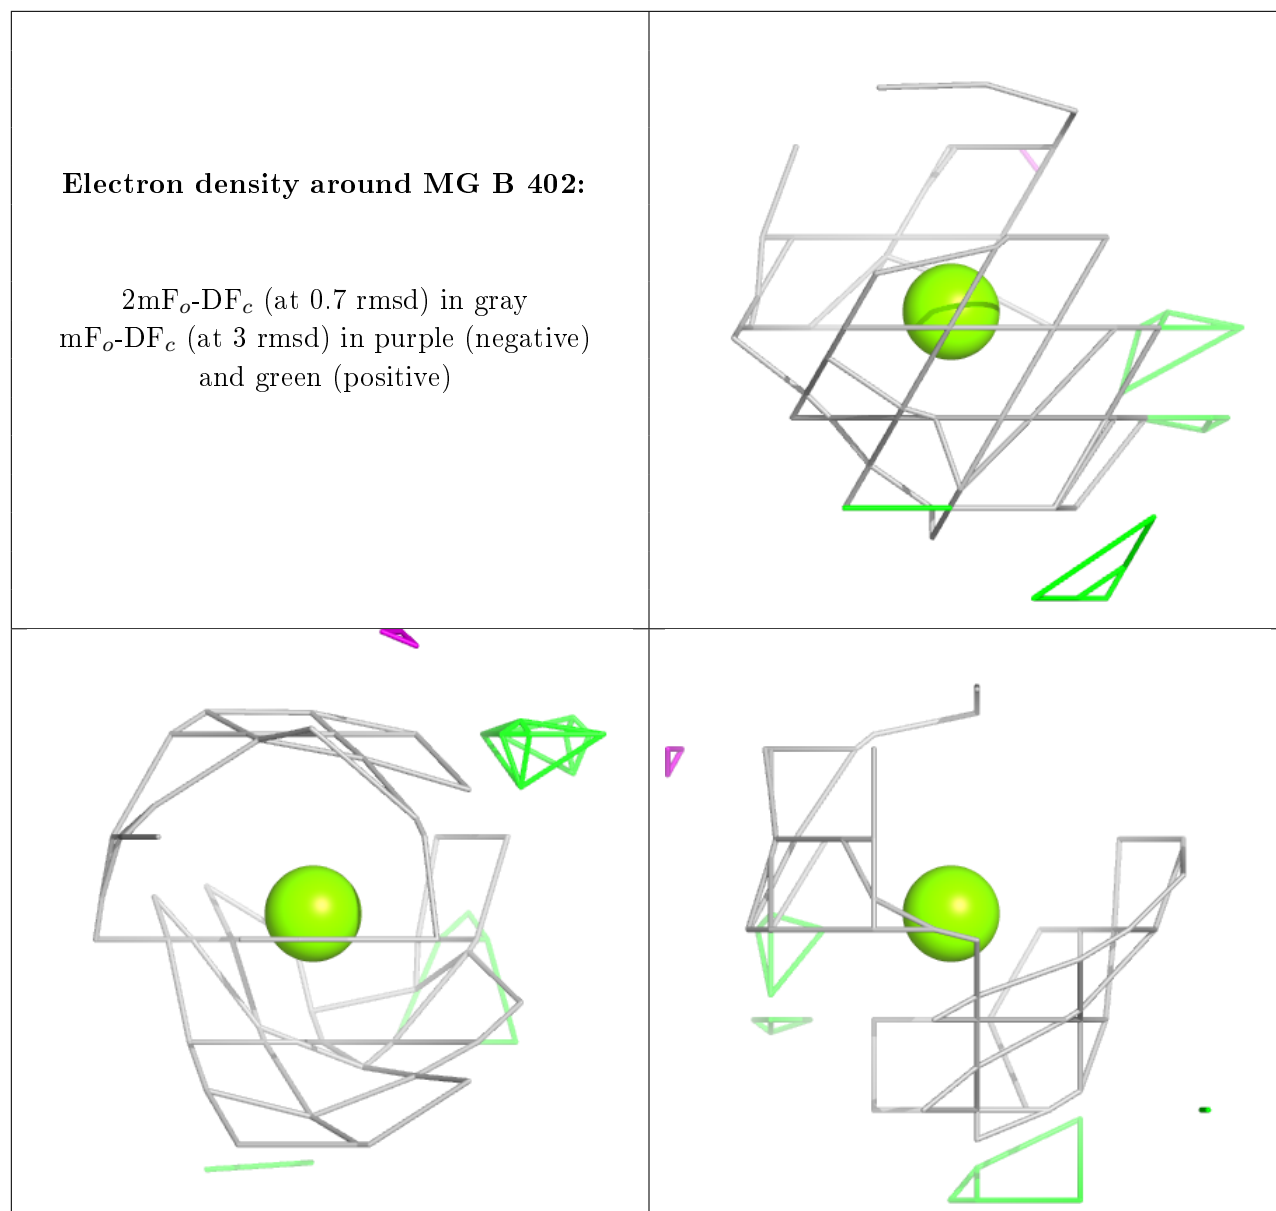 Electron density around MG B 402:
2mFo-DFc (at 0.7 rmsd) in gray
mFo-DFc (at 3 rmsd) in purple (negative)
and green (positive)